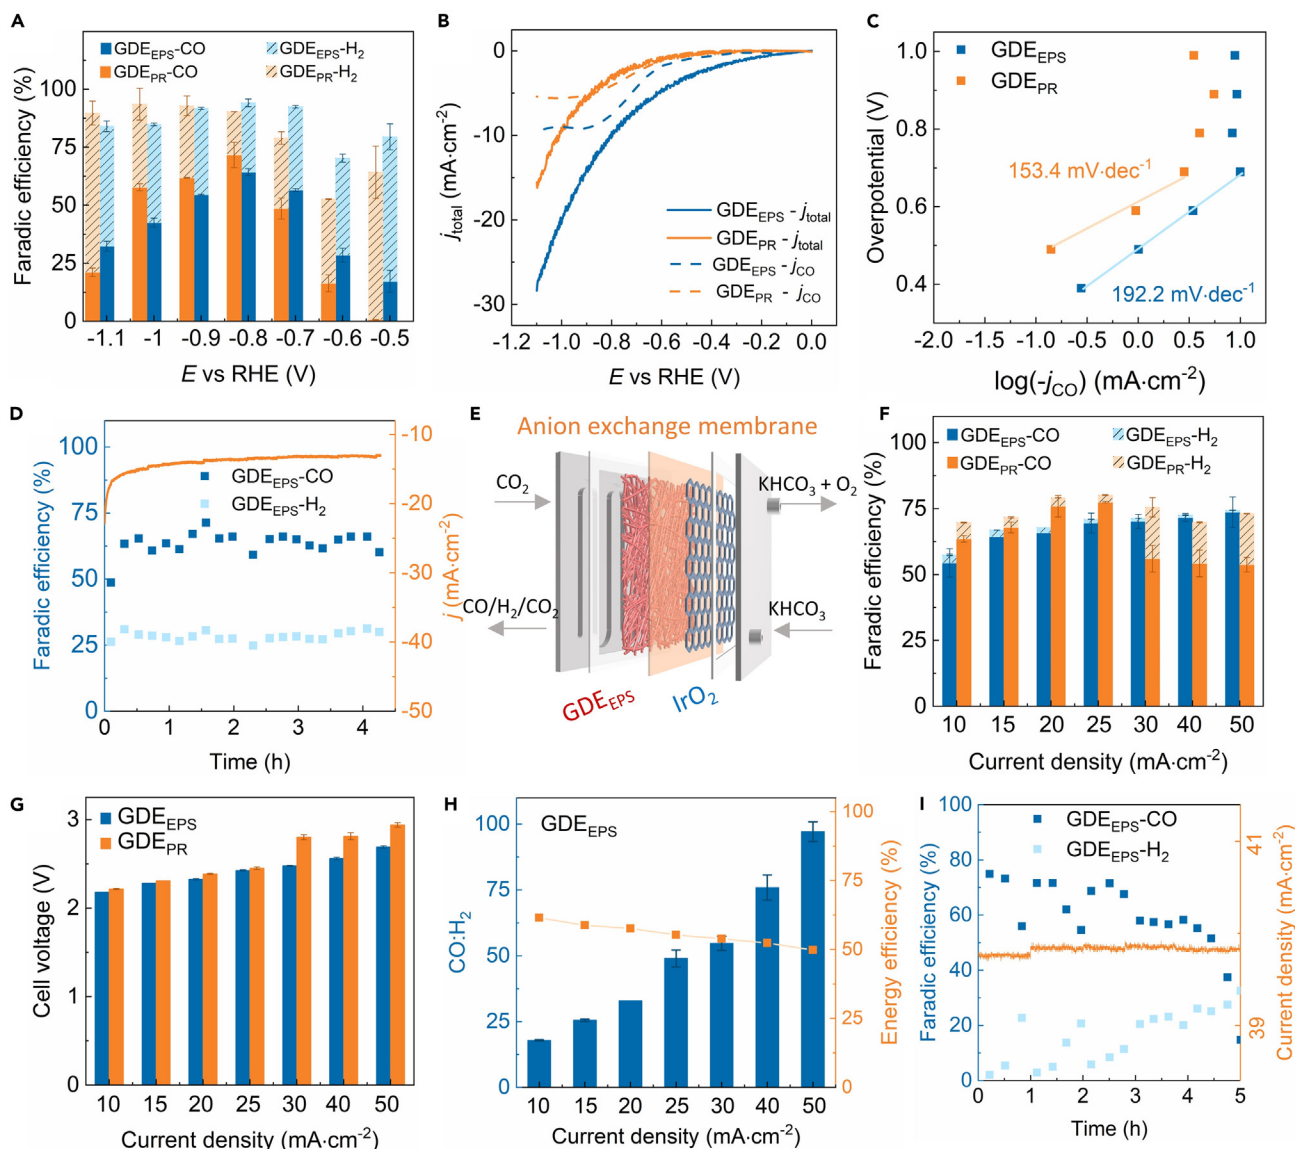 A
GDE_EPS-CO
GDE_EPS-H₂
GDE_PR-CO
GDE_PR-H₂
Faradic efficiency (%)
100
75
50
25
0
-1.1 -1 -0.9 -0.8 -0.7 -0.6 -0.5
E vs RHE (V)
B
j_total (mA·cm⁻²)
0
-10
-20
-30
GDE_EPS - j_total
GDE_PR - j_total
GDE_EPS - j_CO
GDE_PR - j_CO
-1.2 -1.0 -0.8 -0.6 -0.4 -0.2 0.0
E vs RHE (V)
C
GDE_EPS
GDE_PR
Overpotential (V)
1.0
0.8
0.6
0.4
153.4 mV·dec⁻¹
192.2 mV·dec⁻¹
-2.0 -1.5 -1.0 -0.5 0.0 0.5 1.0
log(-j_CO) (mA·cm⁻²)
D
Faradic efficiency (%)
100
75
50
25
0
GDE_EPS-CO
GDE_EPS-H₂
-10
-20
-30
-40
-50
j (mA·cm⁻²)
0 1 2 3 4
Time (h)
E
Anion exchange membrane
CO₂
KHCO₃ + O₂
CO/H₂/CO₂
KHCO₃
GDE_EPS
IrO₂
F
GDE_EPS-CO
GDE_EPS-H₂
GDE_PR-CO
GDE_PR-H₂
Faradic efficiency (%)
100
75
50
25
0
10 15 20 25 30 40 50
Current density (mA·cm⁻²)
G
GDE_EPS
GDE_PR
Cell voltage (V)
3
2
1
0
10 15 20 25 30 40 50
Current density (mA·cm⁻²)
H
GDE_EPS
CO:H₂
100
75
50
25
0
100
75
50
25
0
Energy efficiency (%)
10 15 20 25 30 40 50
Current density (mA·cm⁻²)
I
GDE_EPS-CO
GDE_EPS-H₂
Faradic efficiency (%)
100
80
60
40
20
0
41
39
Current density (mA·cm⁻²)
0 1 2 3 4 5
Time (h)